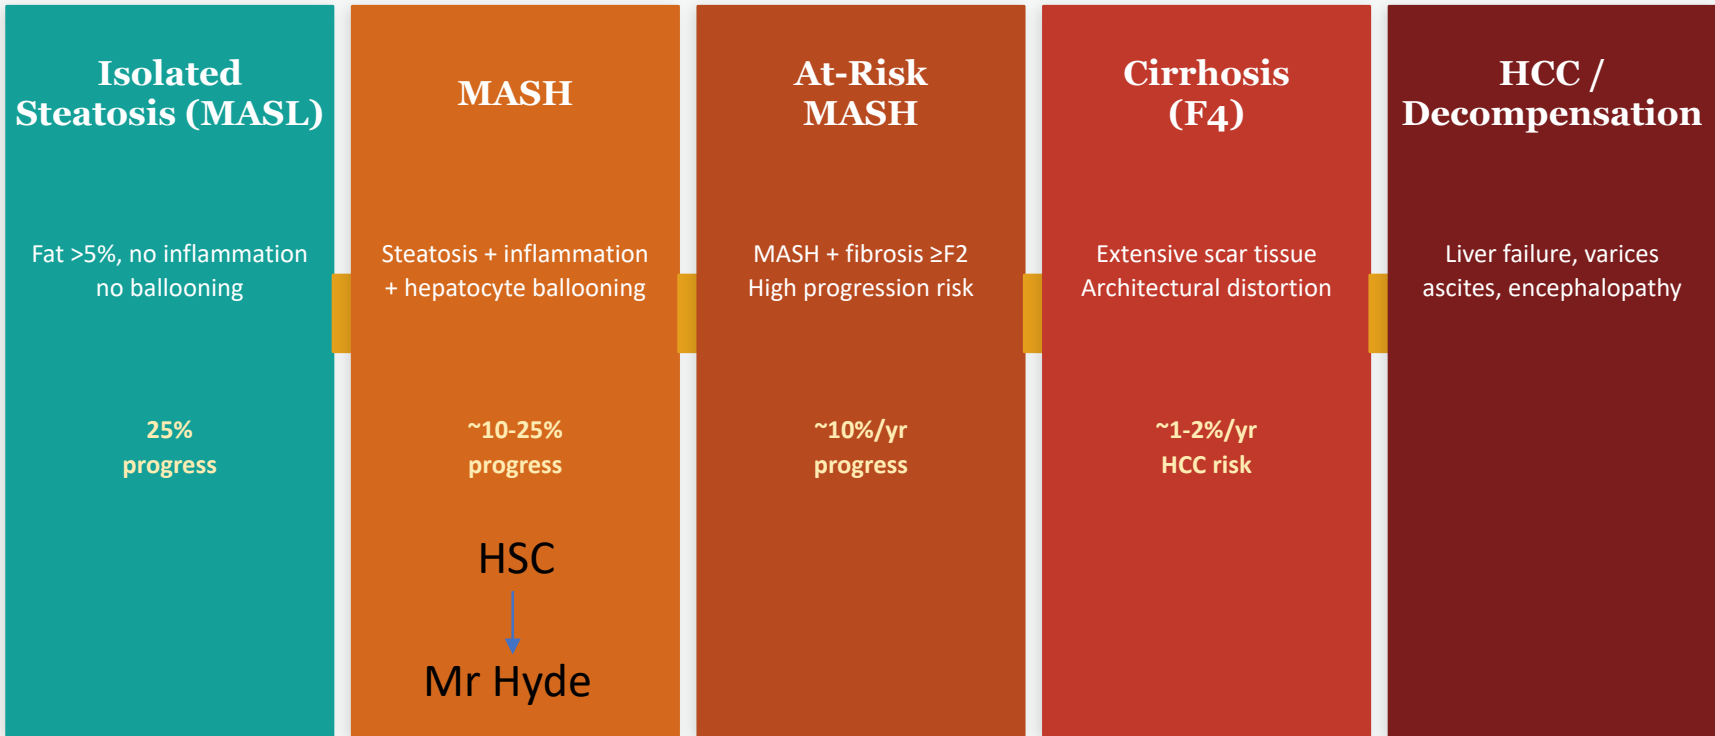 Isolated
Steatosis (MASL)
Fat >5%, no inflammation
no ballooning
25%
progress
MASH
Steatosis + inflammation
+ hepatocyte ballooning
~10-25%
progress
HSC
Mr Hyde
At-Risk
MASH
MASH + fibrosis ≥F2
High progression risk
~10%/yr
progress
Cirrhosis
(F4)
Extensive scar tissue
Architectural distortion
~1-2%/yr
HCC risk
HCC /
Decompensation
Liver failure, varices
ascites, encephalopathy